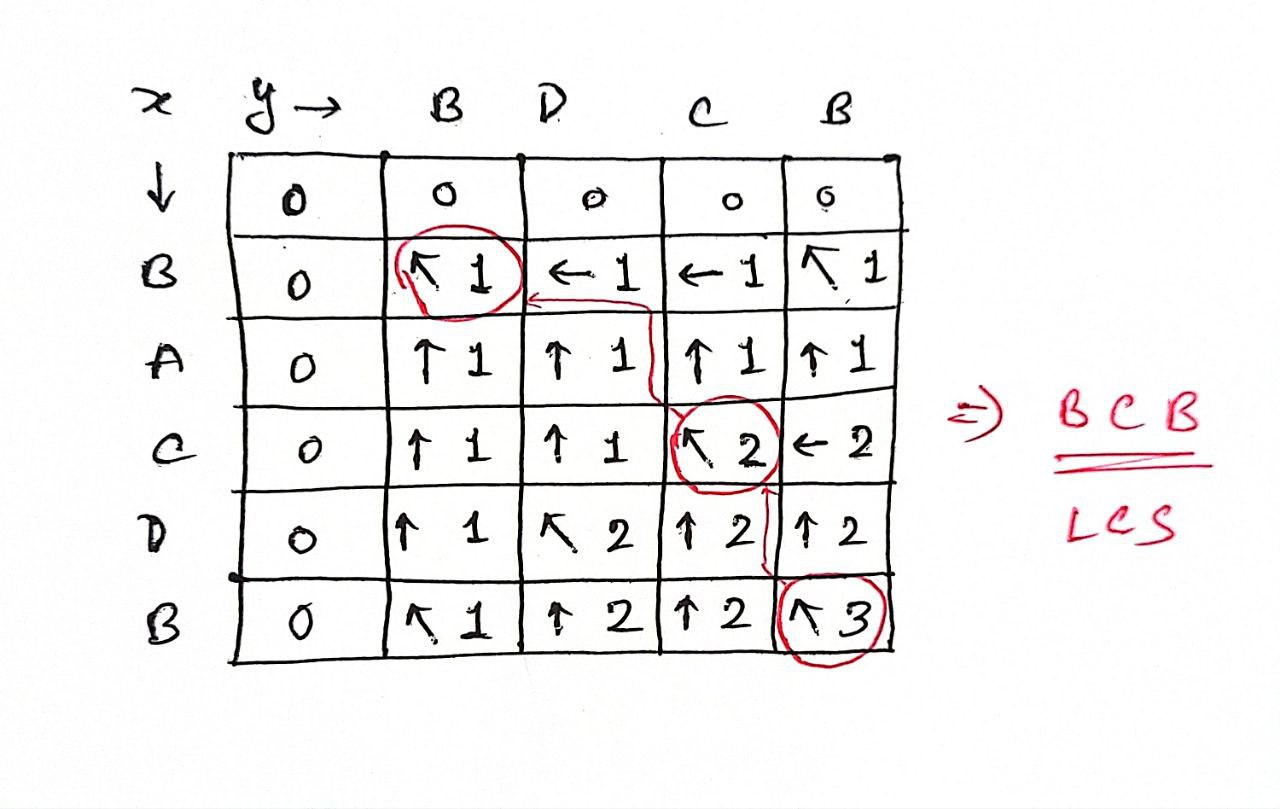 x y → B D C B
↓ 0 0 0 0 0
B 0 ↖ 1 ← 1 ← 1 ↖ 1
A 0 ↑ 1 ↑ 1 ↑ 1 ↑ 1
C 0 ↑ 1 ↑ 1 ↖ 2 ← 2
D 0 ↑ 1 ↖ 2 ↑ 2 ↑ 2
B 0 ↖ 1 ↑ 2 ↑ 2 ↖ 3
⇒ BCB
LCS